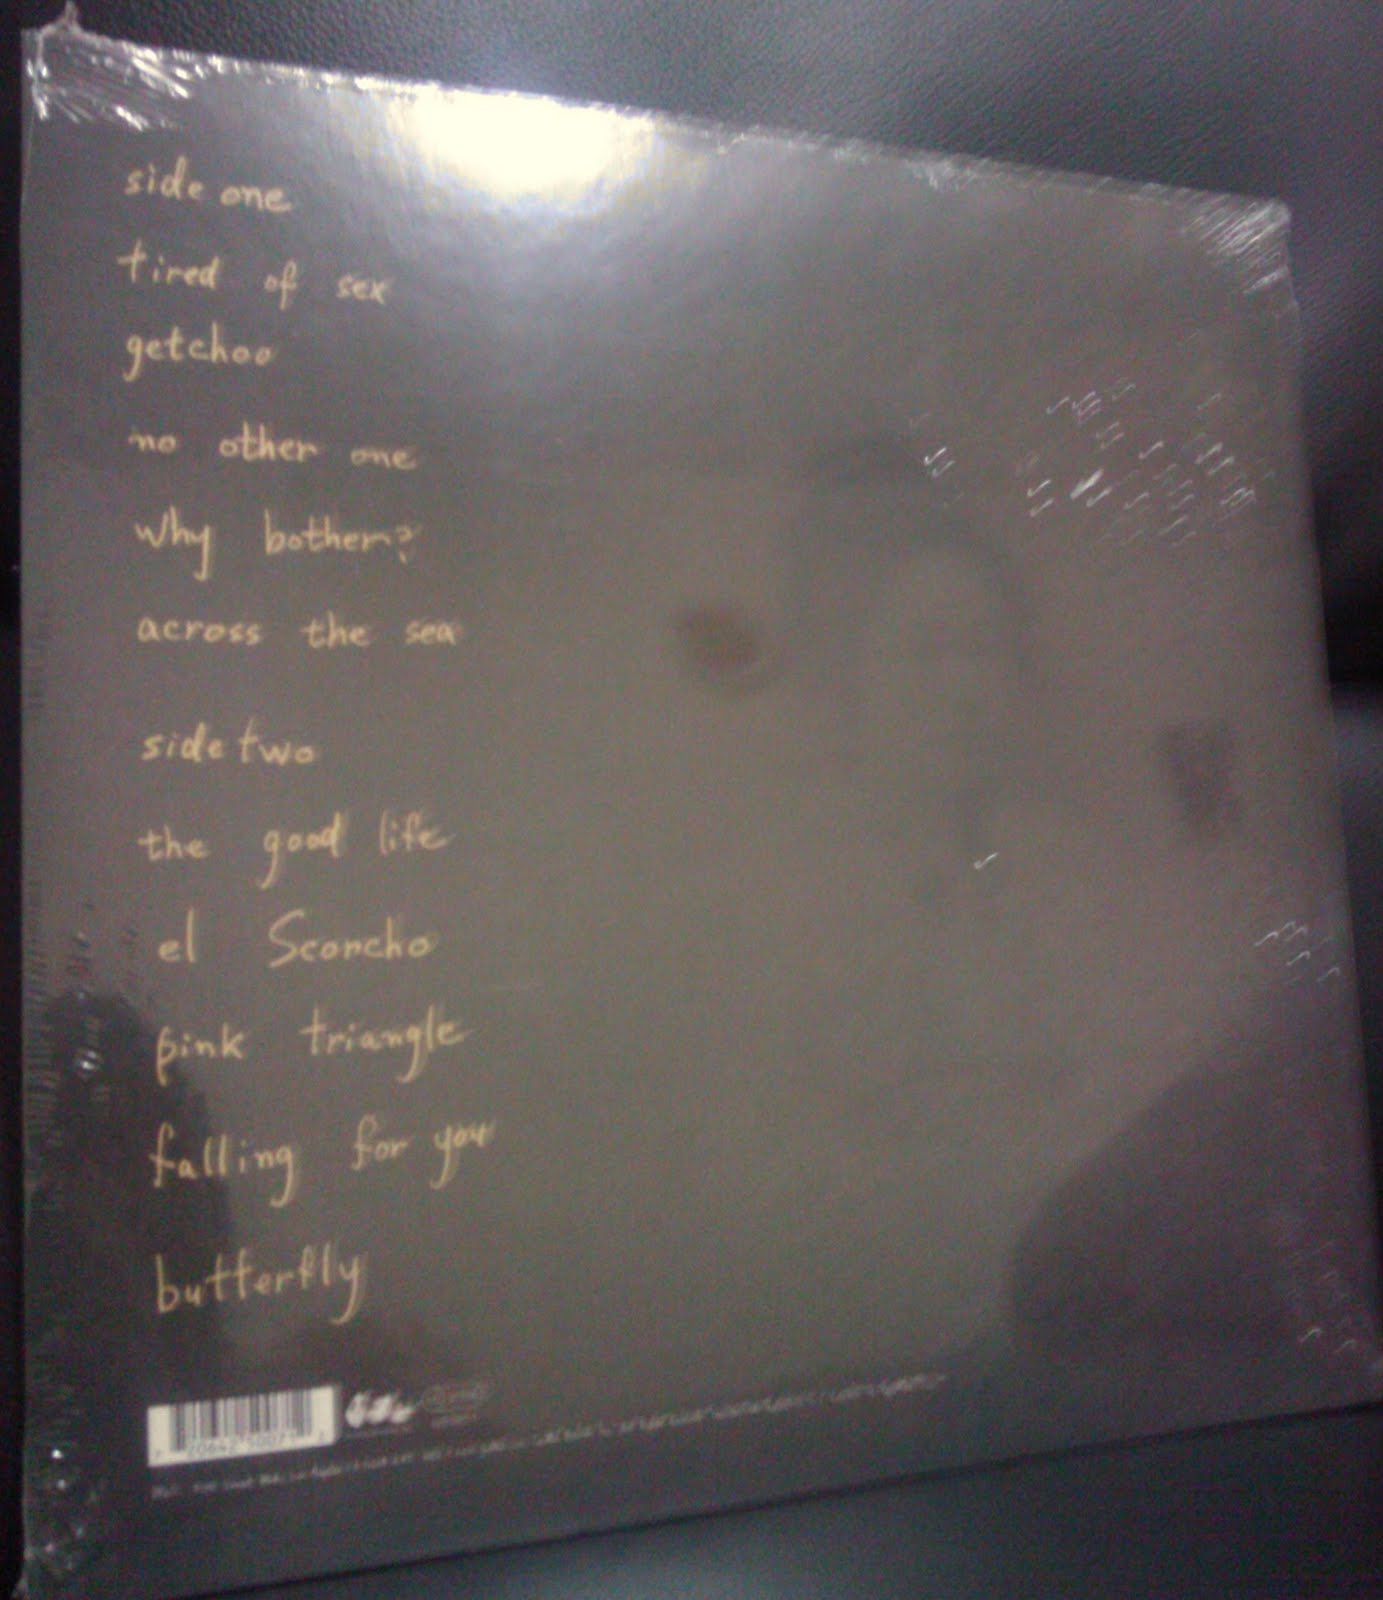 side one
tired of sex
getchoo
no other one
why bother?
across the sea
side two
the good life
el Scorcho
pink triangle
falling for you
butterfly